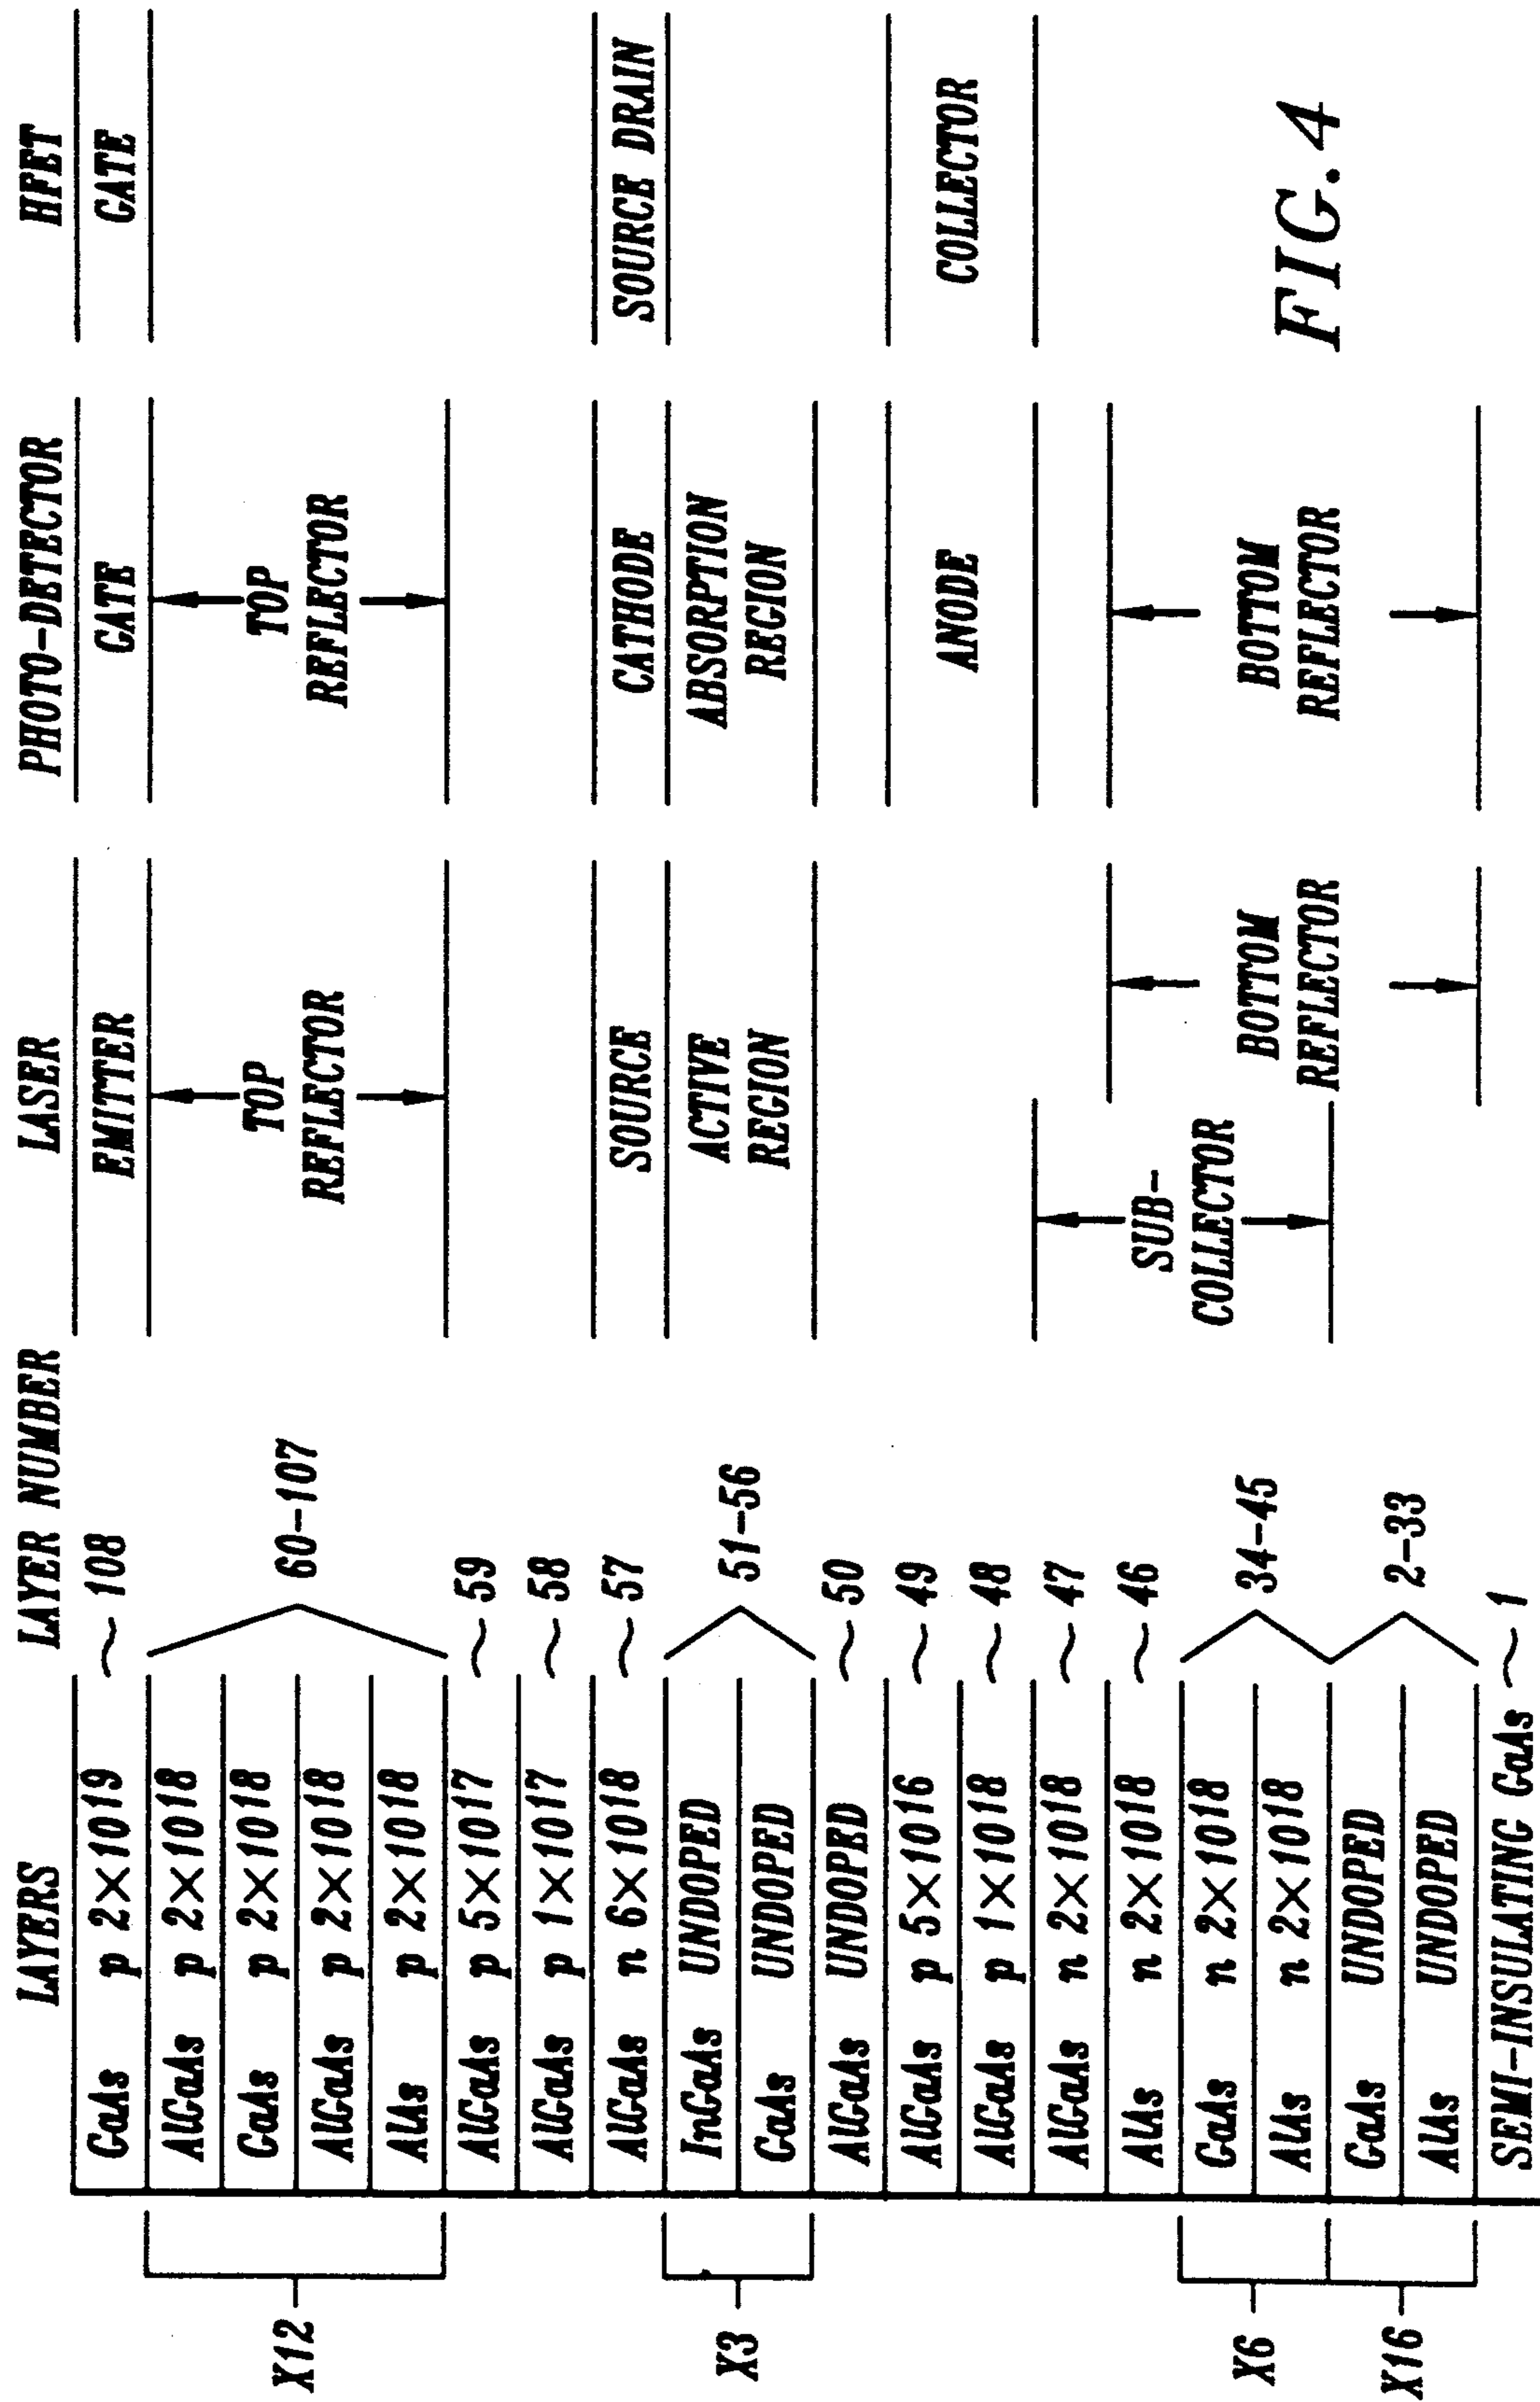 LAYERS LAYER NUMBER LASER PHOTO-DETECTOR HFET
GaAs p 2×1019 ~ 108 EMITTER GATE GATE
AlGaAs p 2×1018
GaAs p 2×1018
AlGaAs p 2×1018
AlAs p 2×1018
X12
60-107
TOP
REFLECTOR
TOP
REFLECTOR
AlGaAs p 5×1017 ~ 59
AlGaAs p 1×1017 ~ 58
AlGaAs n 6×1018 ~ 57 SOURCE CATHODE SOURCE DRAIN
InGaAs UNDOPED
GaAs UNDOPED
X3
51-56
ACTIVE
REGION
ABSORPTION
REGION
AlGaAs UNDOPED ~ 50
AlGaAs p 5×1016 ~ 49
AlGaAs p 1×1018 ~ 48
ANODE
COLLECTOR
AlGaAs n 2×1018 ~ 47
AlAs n 2×1018 ~ 46
GaAs n 2×1018
AlAs n 2×1018
X6
34-45
SUB-
COLLECTOR
GaAs UNDOPED
AlAs UNDOPED
X16
2-33
BOTTOM
REFLECTOR
BOTTOM
REFLECTOR
SEMI-INSULATING GaAs ~ 1
FIG.4